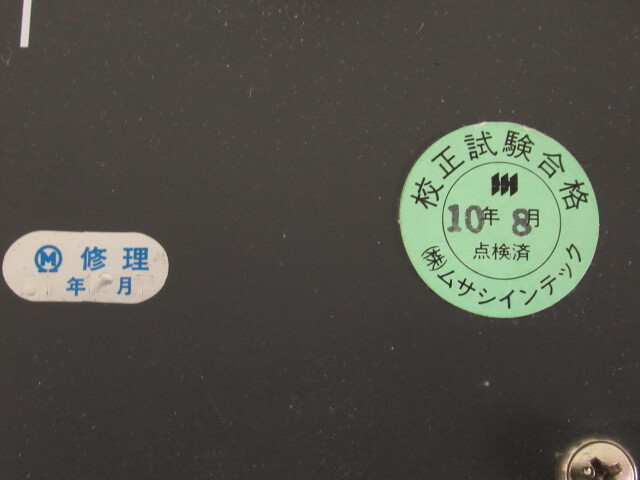 修理
年 月
校正試験合格
10年 8月
点検済
㈱ムサシインテック